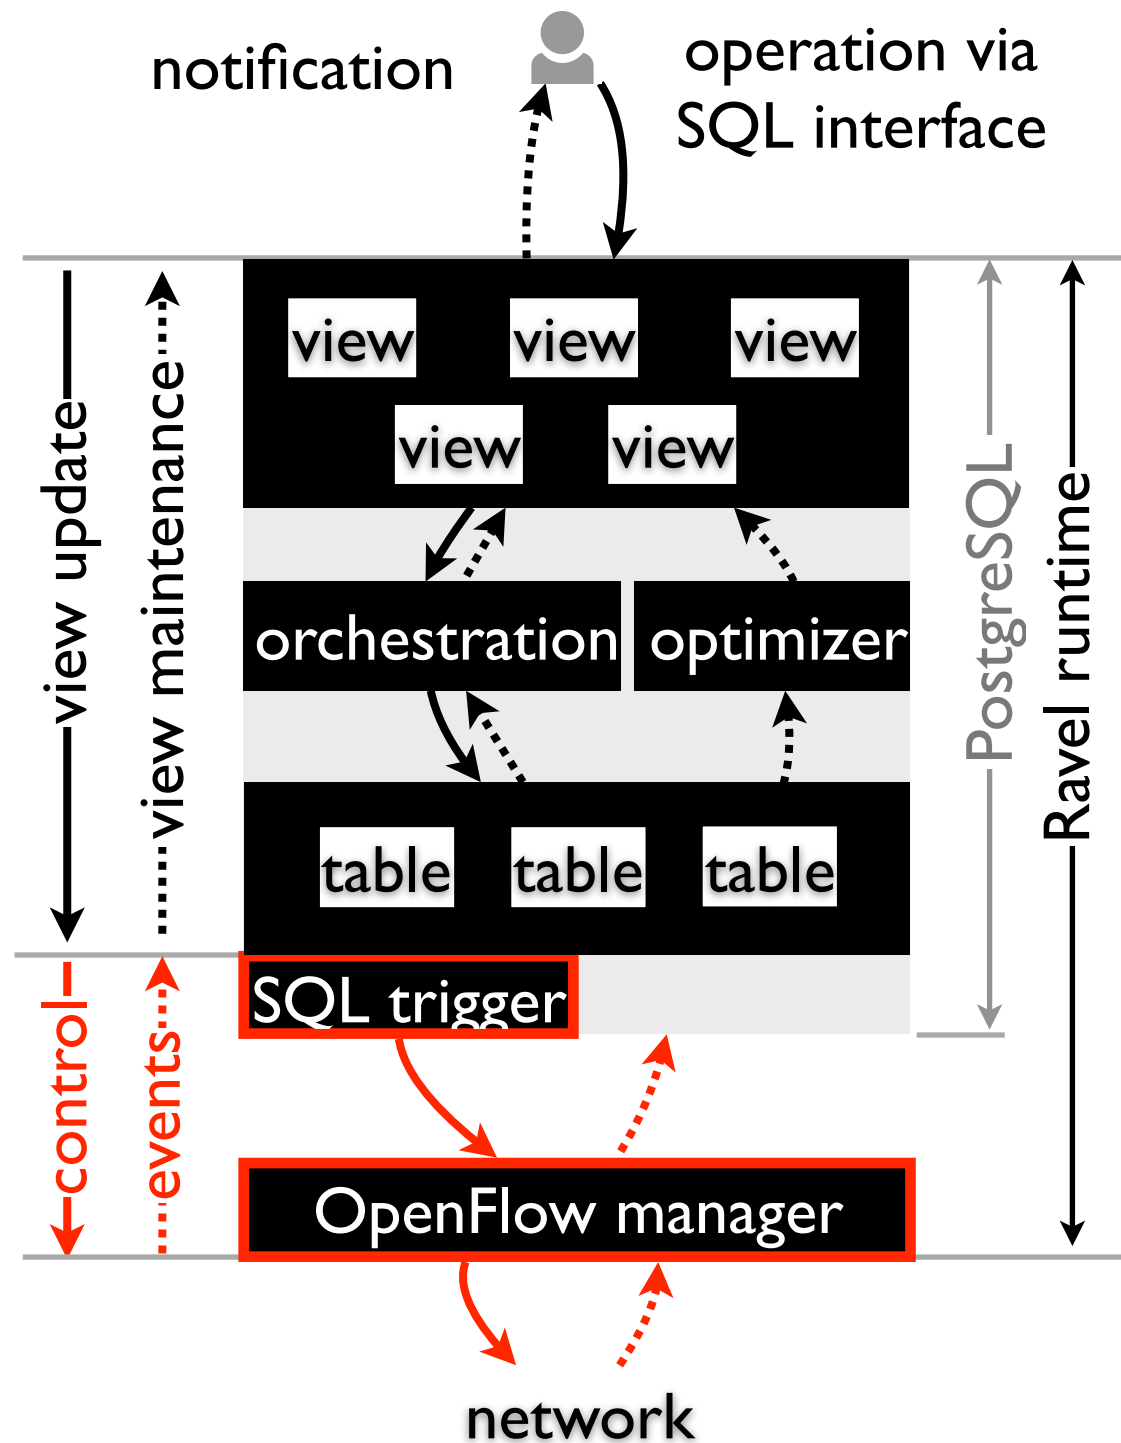 notification
operation via
SQL interface
view
view
view
view
view
view update
view maintenance
PostgreSQL
Ravel runtime
orchestration
optimizer
table
table
table
SQL trigger
control
events
OpenFlow manager
network